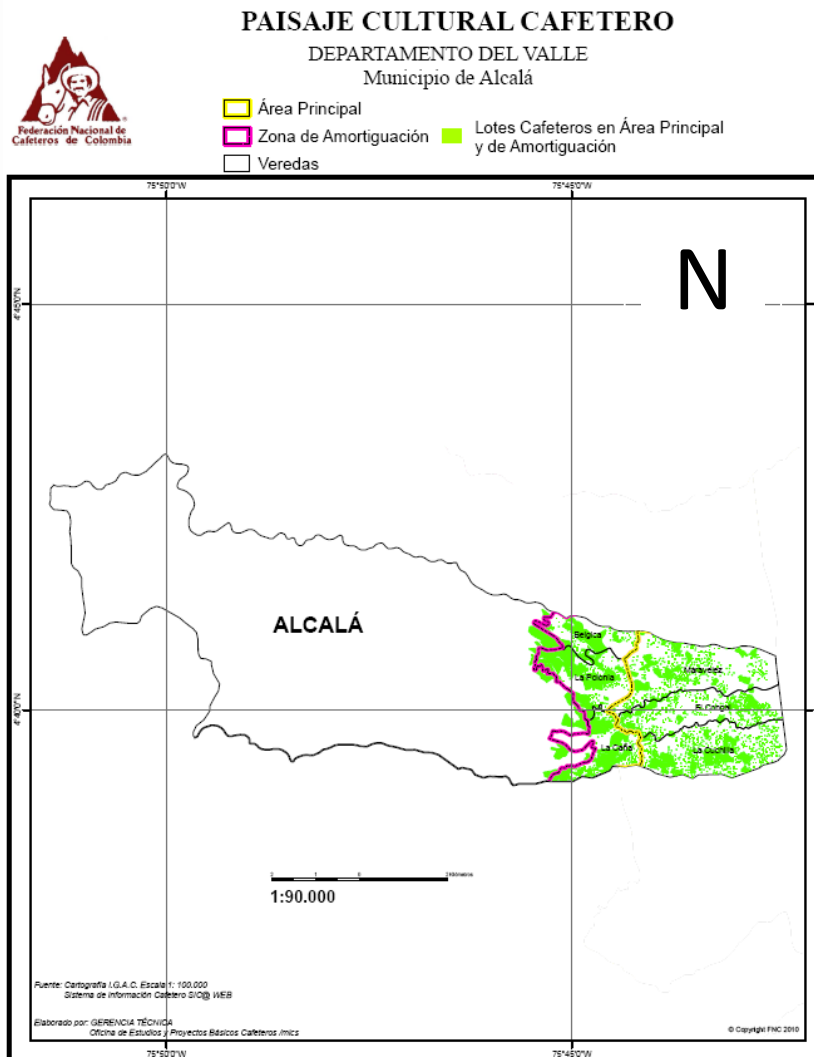 PAISAJE CULTURAL CAFETERO
DEPARTAMENTO DEL VALLE
Municipio de Alcalá
Federación Nacional de
Cafeteros de Colombia
Área Principal
Zona de Amortiguación
Veredas
Lotes Cafeteros en Área Principal
y de Amortiguación
75°50'0"W
75°45'0"W
N
4°45'0"N
ALCALÁ
Belgica
Maravelez
La Polonia
4°40'0"N
La Caña
La Cuchilla
1:90.000
Fuente: Cartografía I.G.A.C. Escala 1: 100.000
Sistema de Información Cafetero SIC@ WEB
Elaborado por: GERENCIA TÉCNICA
Oficina de Estudios y Proyectos Básicos Cafeteros /mics
© Copyright FNC 2010
75°50'0"W
75°45'0"W